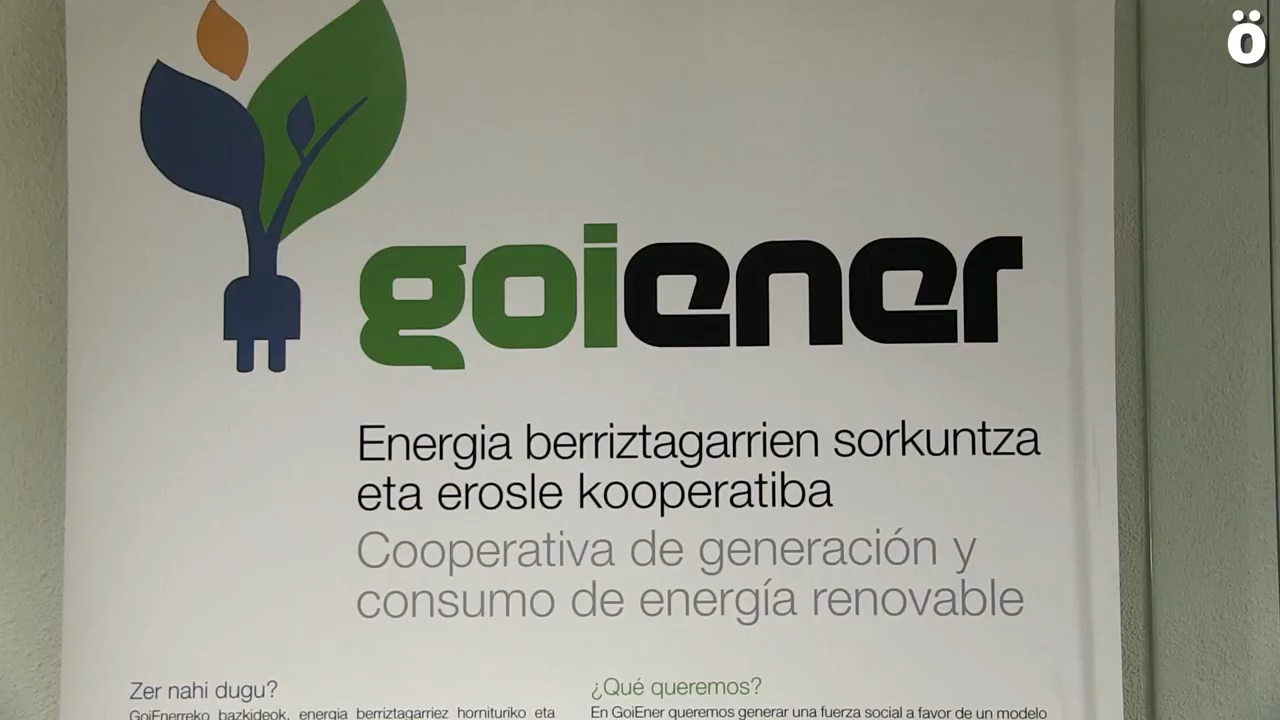 ö
goiener
Energia berriztagarrien sorkuntza
eta erosle kooperatiba
Cooperativa de generación y
consumo de energía renovable
Zer nahi dugu?
GoiEnerreko bazkideok, energia berriztagarriez hornituriko eta
¿Qué queremos?
En GoiEner queremos generar una fuerza social a favor de un modelo